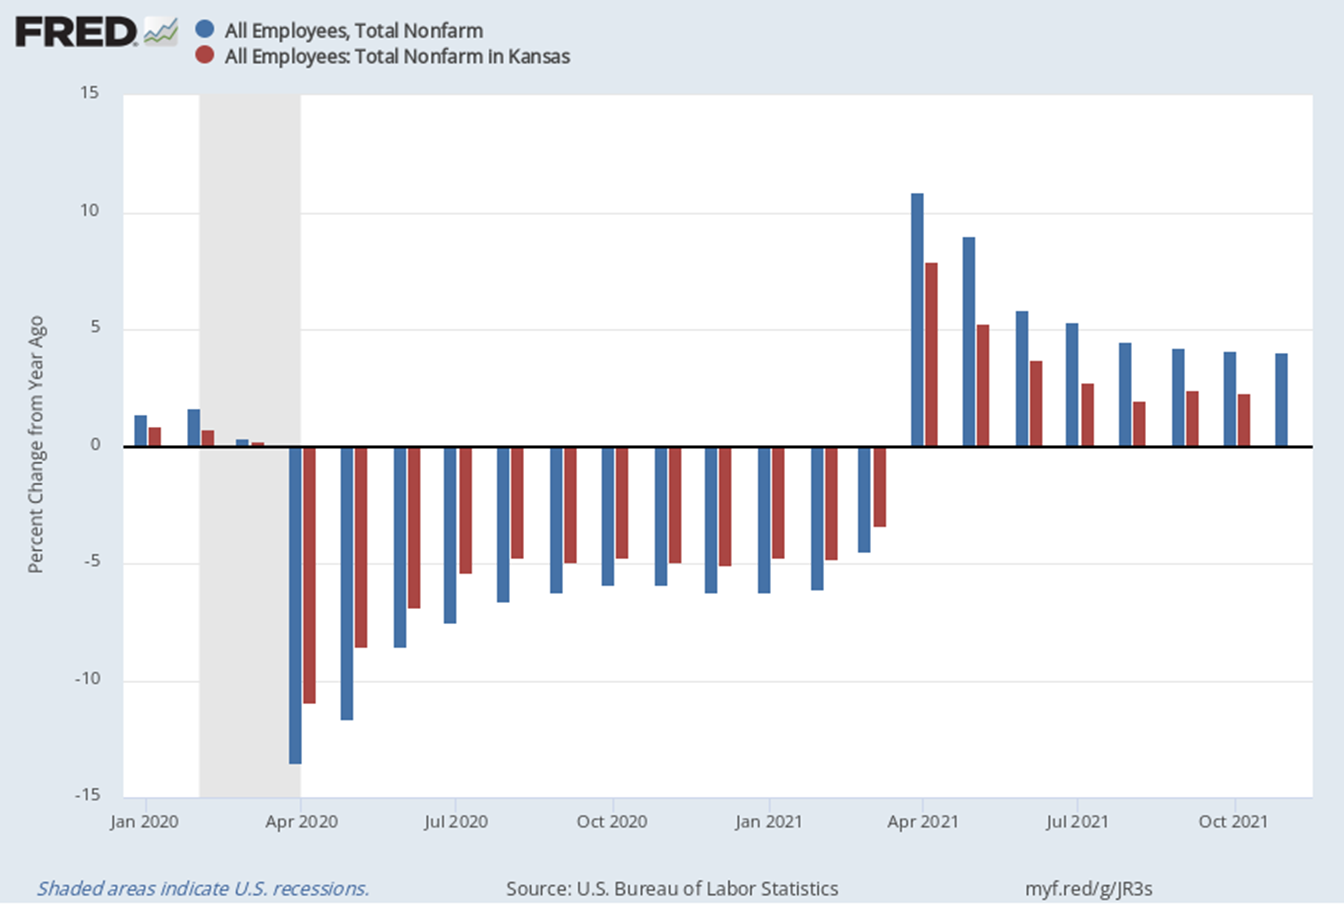 FRED
All Employees, Total Nonfarm
All Employees: Total Nonfarm in Kansas
15
10
5
0
-5
-10
-15
Percent Change from Year Ago
Jan 2020 Apr 2020 Jul 2020 Oct 2020 Jan 2021 Apr 2021 Jul 2021 Oct 2021
Shaded areas indicate U.S. recessions. Source: U.S. Bureau of Labor Statistics myf.red/g/JR3s